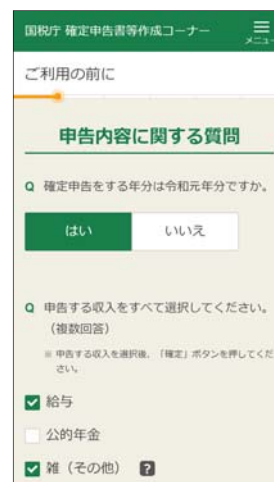 国税庁 確定申告書等作成コーナー
メニュー
ご利用の前に
申告内容に関する質問
Q 確定申告をする年分は令和元年分ですか。
はい
いいえ
Q 申告する収入をすべて選択してください。
（複数回答）
※ 申告する収入を選択後、「確定」ボタンを押してくだ
さい。
給与
公的年金
雑（その他） ?